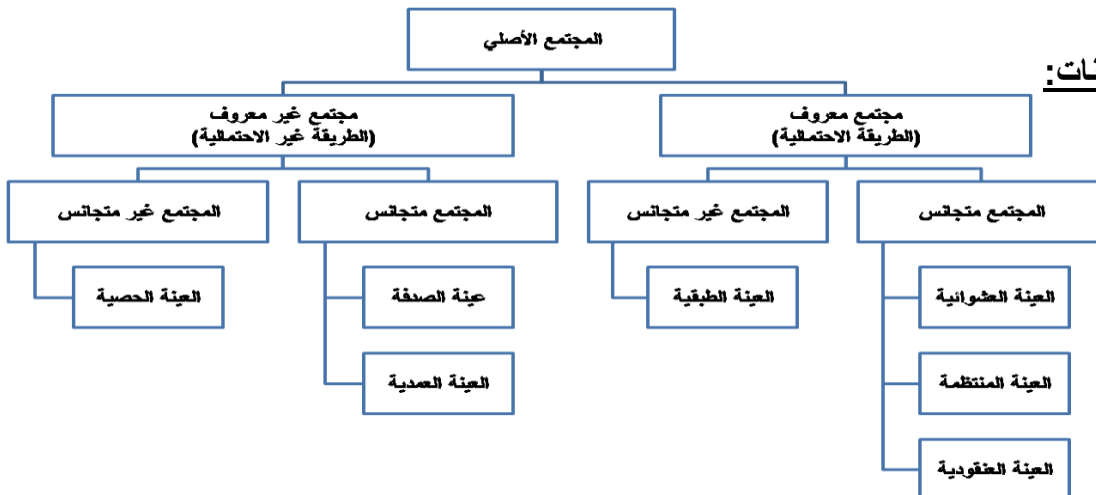 المجتمع الأصلي
ثات:
مجتمع معروف
(الطريقة الاحتمالية)
مجتمع غير معروف
(الطريقة غير الاحتمالية)
المجتمع متجانس
المجتمع غير متجانس
المجتمع متجانس
المجتمع غير متجانس
العينة العشوائية
العينة الطبقية
عينة الصدفة
العينة الحصية
العينة المنتظمة
العينة العمدية
العينة العنقودية